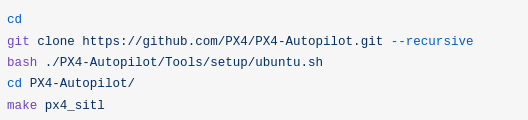 cd
git clone https://github.com/PX4/PX4-Autopilot.git --recursive
bash ./PX4-Autopilot/Tools/setup/ubuntu.sh
cd PX4-Autopilot/
make px4_sitl